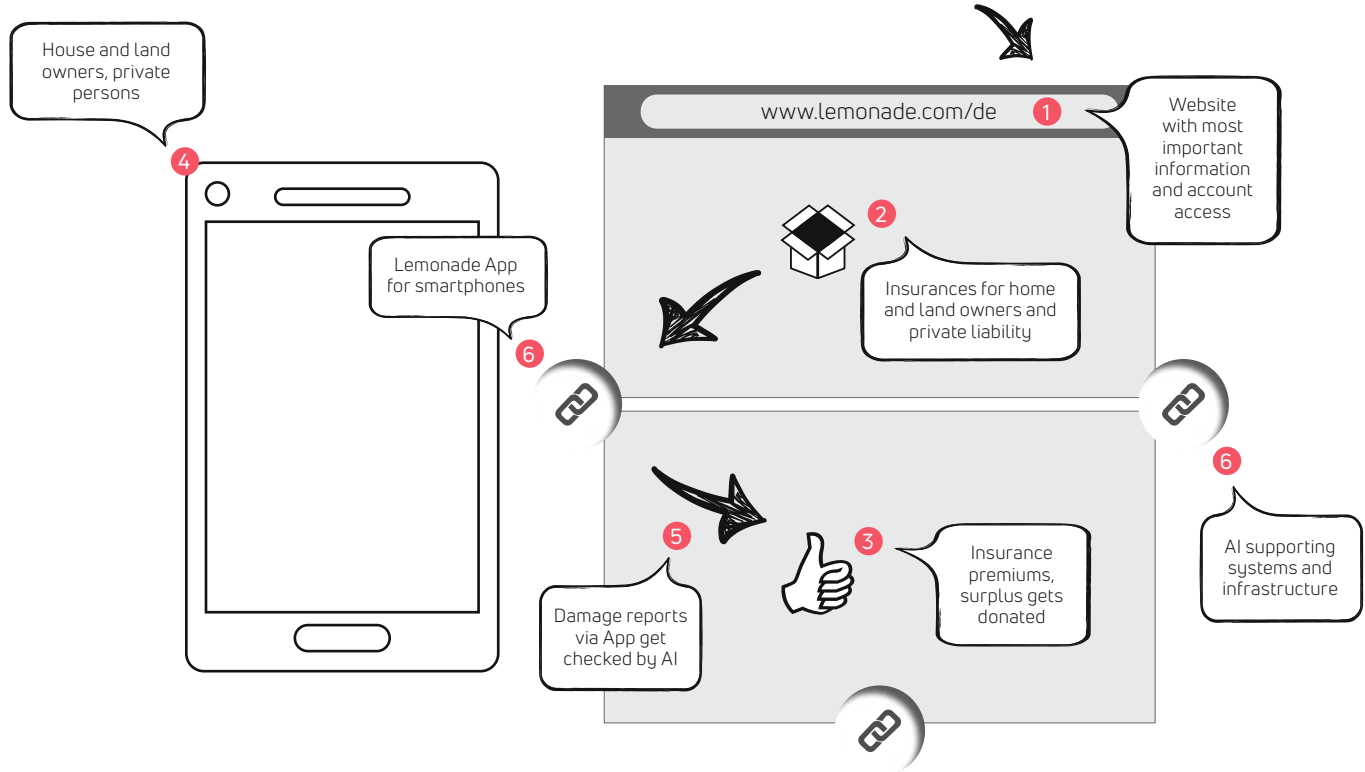 House and land
owners, private
persons
4
Lemonade App
for smartphones
6
www.lemonade.com/de
1
Website
with most
important
information
and account
access
2
Insurances for home
and land owners and
private liability
5
Damage reports
via App get
checked by AI
3
Insurance
premiums,
surplus gets
donated
6
AI supporting
systems and
infrastructure